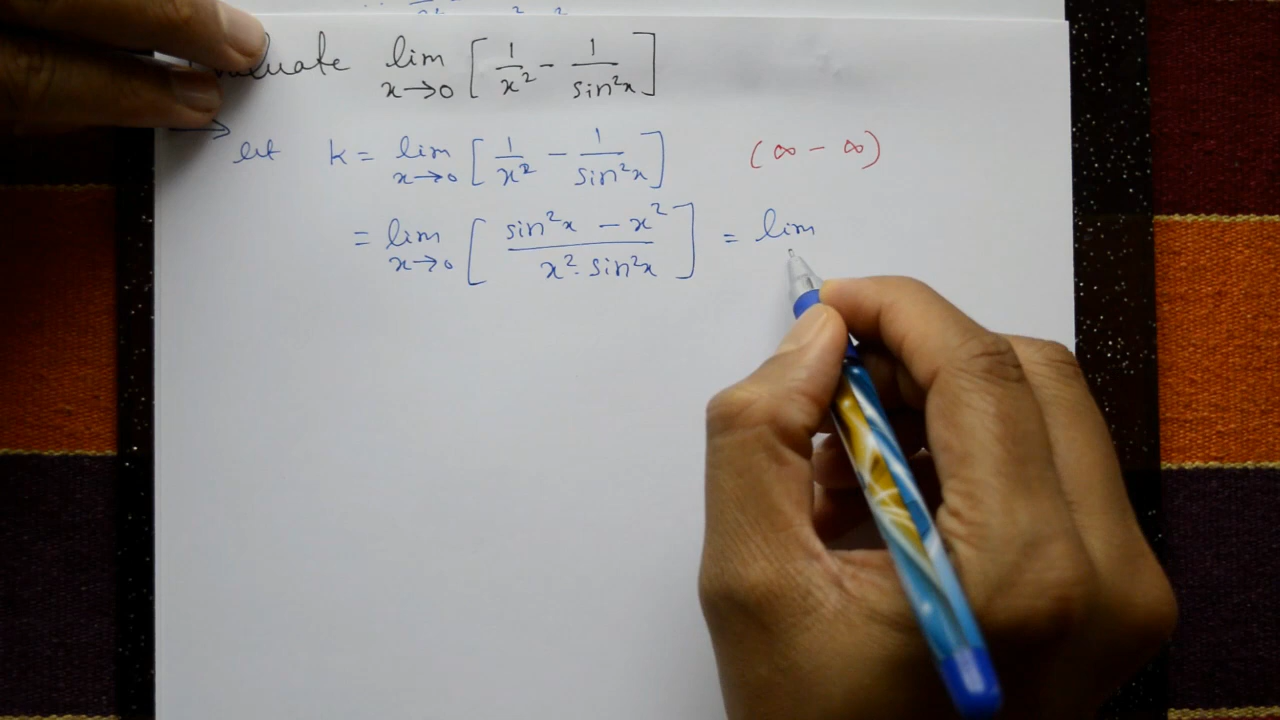 lim x→0 [ 1/x² - 1/sin²x ]
let k = lim x→0 [ 1/x² - 1/sin²x ] (∞ - ∞)
= lim x→0 [ sin²x - x² / x². sin²x ] = lim